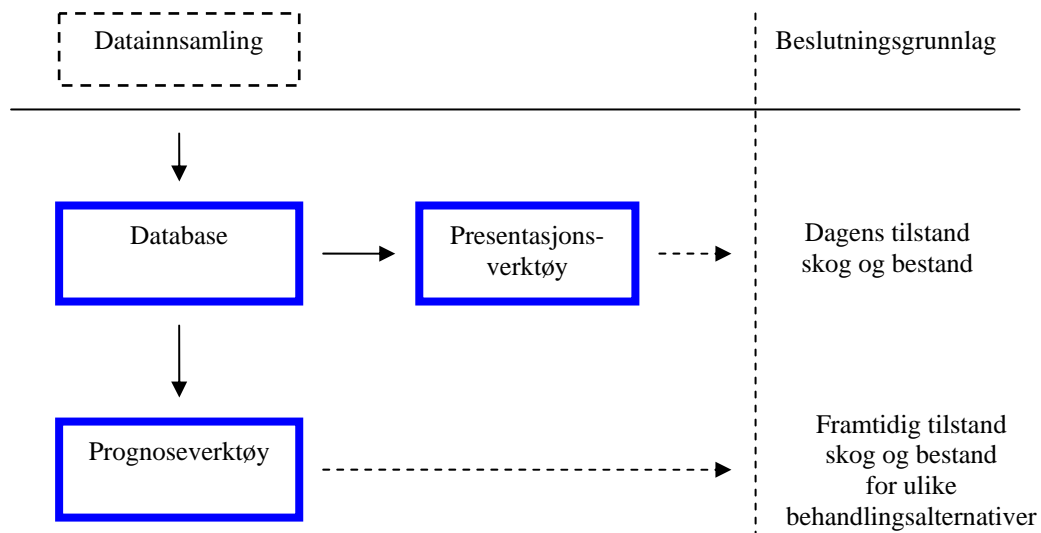 Datainnsamling
Beslutningsgrunnlag
Database
Presentasjons-
verktøy
Dagens tilstand
skog og bestand
Prognoseverktøy
Framtidig tilstand
skog og bestand
for ulike
behandlingsalternativer